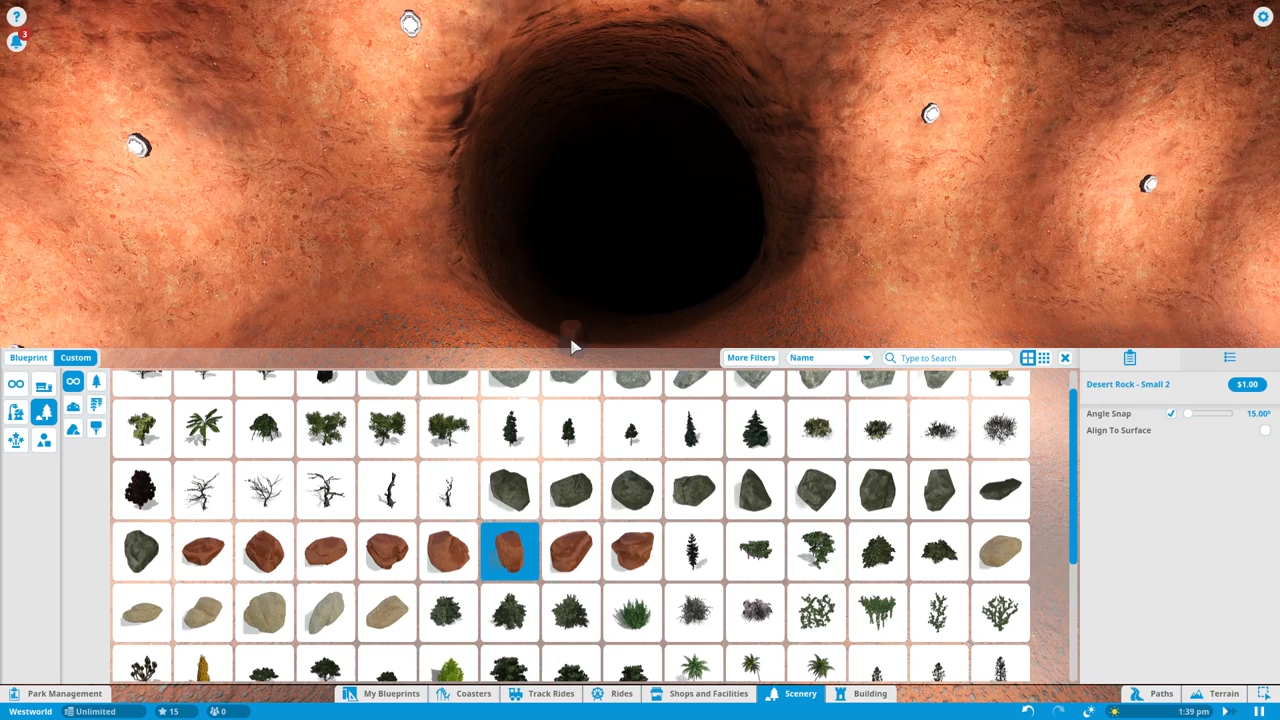 ?
3
Blueprint
Custom
More Filters
Name
Type to Search
Desert Rock - Small 2
$1.00
Angle Snap
15.00°
Align To Surface
Park Management
My Blueprints
Coasters
Track Rides
Rides
Shops and Facilities
Scenery
Building
Paths
Terrain
Westworld
Unlimited
15
0
1:39 pm